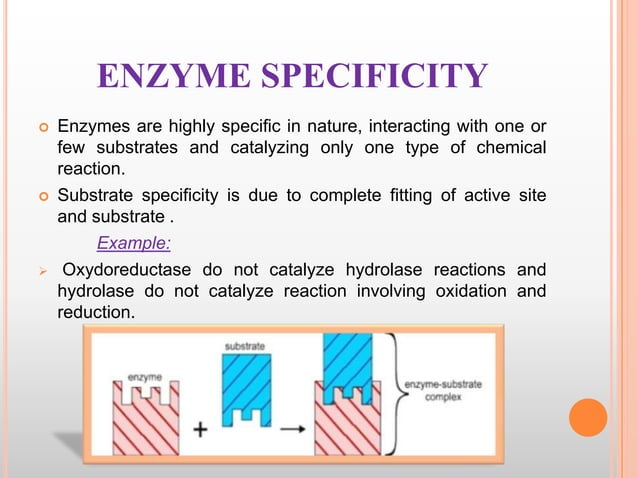 ENZYME SPECIFICITY
Enzymes are highly specific in nature, interacting with one or
few substrates and catalyzing only one type of chemical
reaction.
Substrate specificity is due to complete fitting of active site
and substrate .
Example:
Oxydoreductase do not catalyze hydrolase reactions and
hydrolase do not catalyze reaction involving oxidation and
reduction.
enzyme
+
substrate
enzyme-substrate
complex